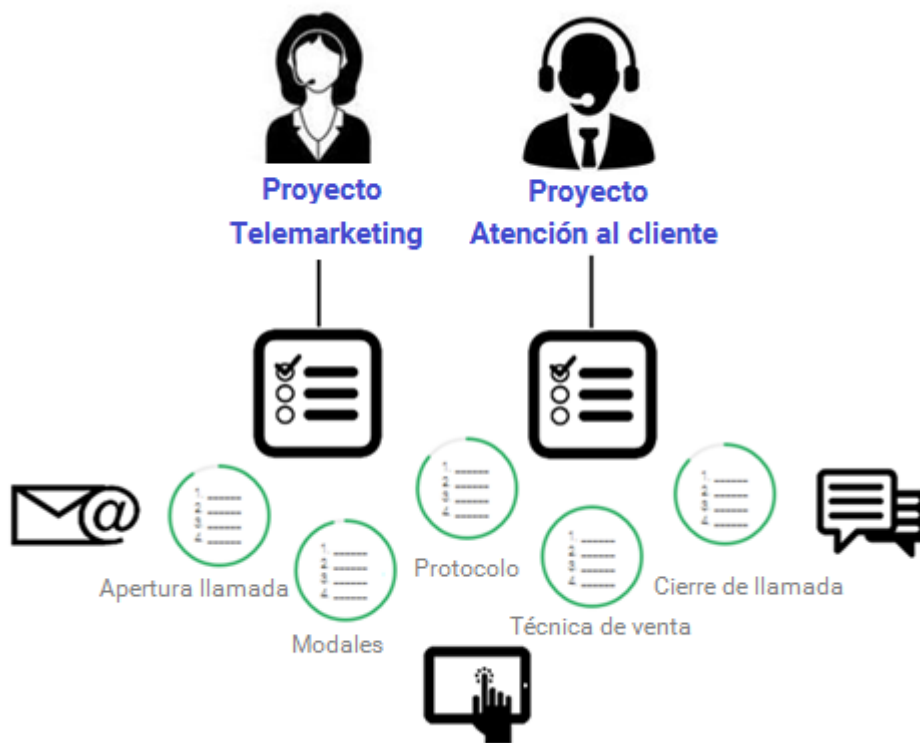 Proyecto
Telemarketing
Proyecto
Atención al cliente
Apertura llamada
Modales
Protocolo
Técnica de venta
Cierre de llamada